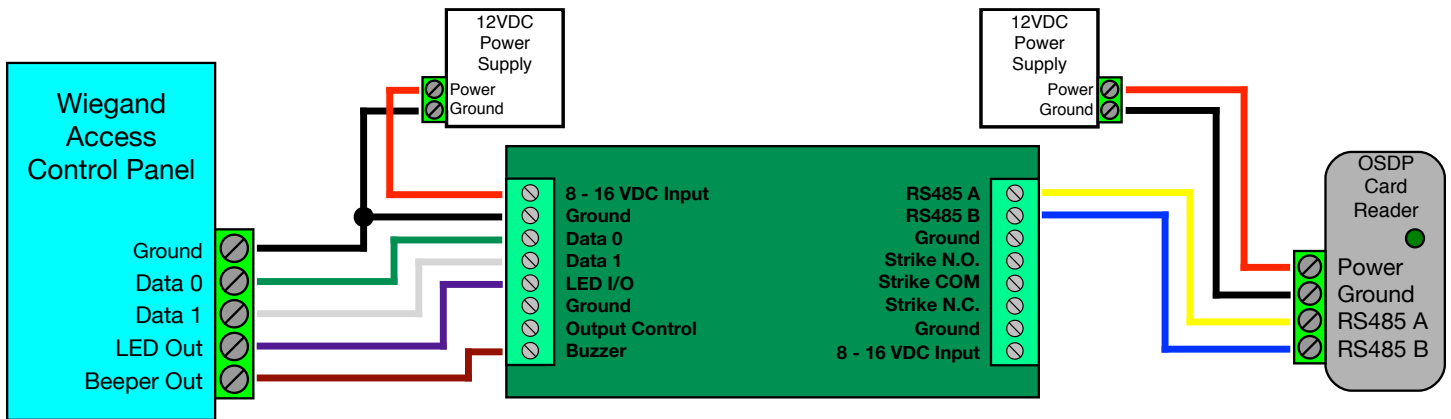 12VDC
Power
Supply
Power
Ground
12VDC
Power
Supply
Power
Ground
Wiegand
Access
Control Panel
Ground
Data 0
Data 1
LED Out
Beeper Out
8 - 16 VDC Input
Ground
Data 0
Data 1
LED I/O
Ground
Output Control
Buzzer
RS485 A
RS485 B
Ground
Strike N.O.
Strike COM
Strike N.C.
Ground
8 - 16 VDC Input
OSDP
Card
Reader
Power
Ground
RS485 A
RS485 B